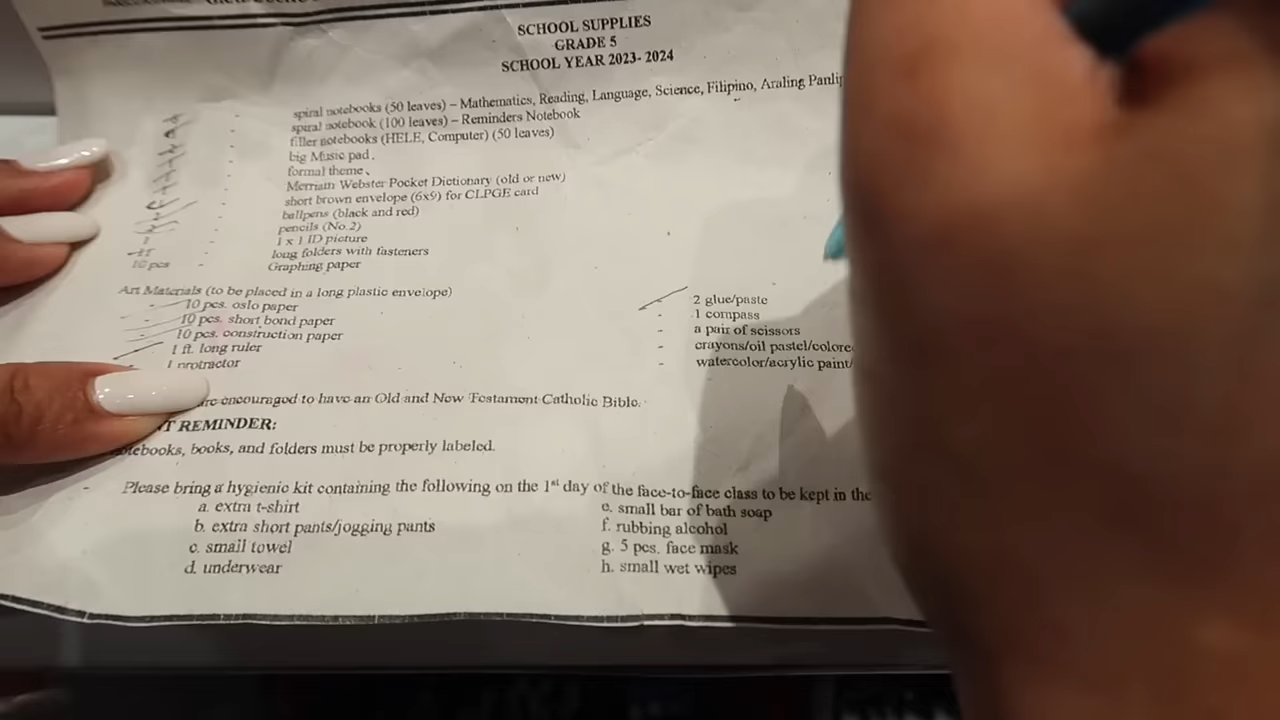 SCHOOL SUPPLIES
GRADE 5
SCHOOL YEAR 2023- 2024
spiral notebooks (50 leaves) – Mathematics, Reading, Language, Science, Filipino, Araling
spiral notebook (100 leaves) – Reminders Notebook
filler notebooks (HELE, Computer) (50 leaves)
big Music pad
formal theme
Merriam Webster Pocket Dictionary (old or new)
short brown envelope (6x9) for CLPGE card
ballpens (black and red)
pencils (No.2)
1 x 1 ID picture
long folders with fasteners
10 pcs - Graphing paper
Art Materials (to be placed in a long plastic envelope)
- 10 pcs. oslo paper
- 10 pcs. short bond paper
- 10 pcs. construction paper
1 ft. long ruler
1 protractor
- 2 glue/paste
- 1 compass
- a pair of scissors
- crayons/oil pastel/
- watercolor/acrylic paint/
are encouraged to have an Old and New Testament Catholic Bible.
REMINDER:
books, and folders must be properly labeled.
- Please bring a hygienic kit containing the following on the 1st day of the face-to-face class to be kept in the
a. extra t-shirt
b. extra short pants/jogging pants
c. small towel
d. underwear
e. small bar of bath soap
f. rubbing alcohol
g. 5 pcs. face mask
h. small wet wipes